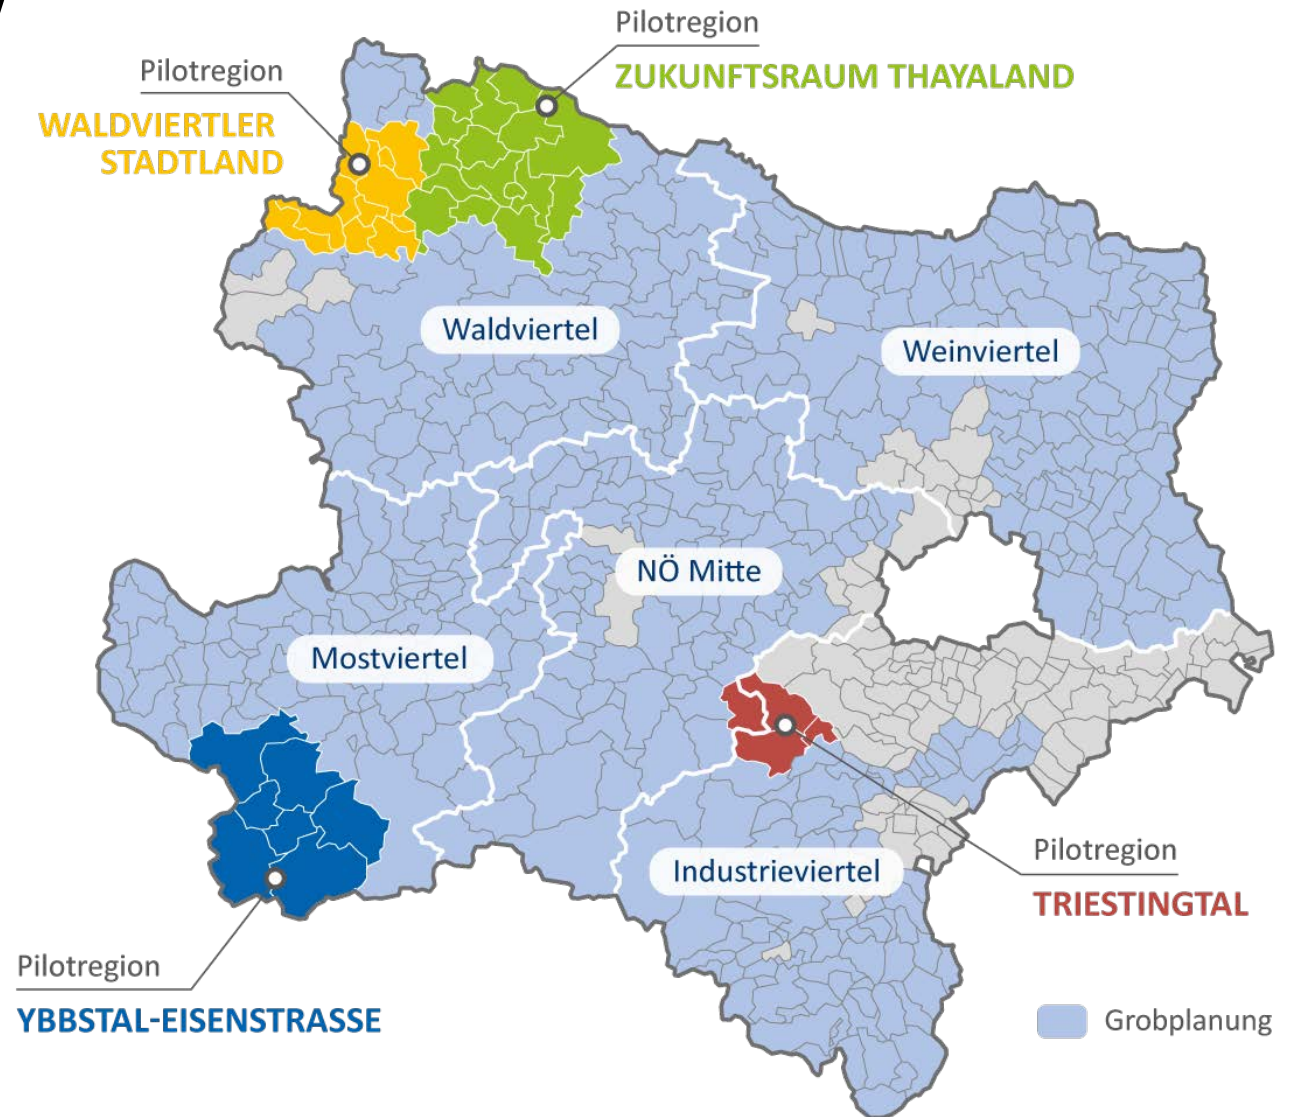 Pilotregion
ZUKUNFTSRAUM THAYALAND
Pilotregion
WALDVIERTLER
STADTLAND
Waldviertel
Weinviertel
NÖ Mitte
Mostviertel
Industrieviertel
Pilotregion
TRIESTINGTAL
Pilotregion
YBBSTAL-EISENSTRASSE
Grobplanung